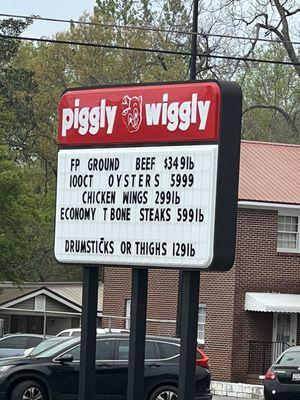 piggly wiggly
FP GROUND BEEF $349lb
100CT OYSTERS 5999
CHICKEN WINGS 299lb
ECONOMY T BONE STEAKS 599lb
DRUMSTICKS OR THIGHS 129lb